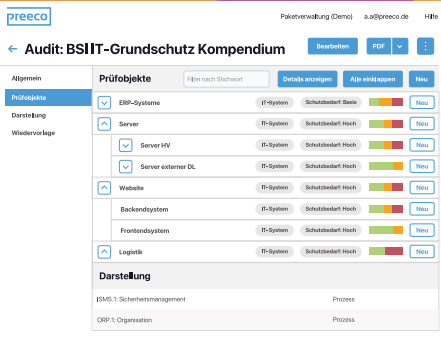 preeco
Paketverwaltung (Demo) a.a@preeco.de Hilfe
← Audit: BSI IT-Grundschutz Kompendium Bearbeiten PDF
Allgemein
Prüfobjekte
Darstellung
Wiedervorlage
Prüfobjekte Filter nach Stichwort Details anzeigen Alle einklappen Neu
ERP-Systeme IT-System Schutzbedarf: Basis Neu
Server IT-System Schutzbedarf: Hoch Neu
Server HV IT-System Schutzbedarf: Hoch Neu
Server externer DL IT-System Schutzbedarf: Hoch Neu
Website IT-System Schutzbedarf: Hoch Neu
Backendsystem IT-System Schutzbedarf: Hoch Neu
Frontendsystem IT-System Schutzbedarf: Hoch Neu
Logistik IT-System Schutzbedarf: Hoch Neu
Darstellung
ISMS.1: Sicherheitsmanagement Prozess
ORP.1: Organisation Prozess